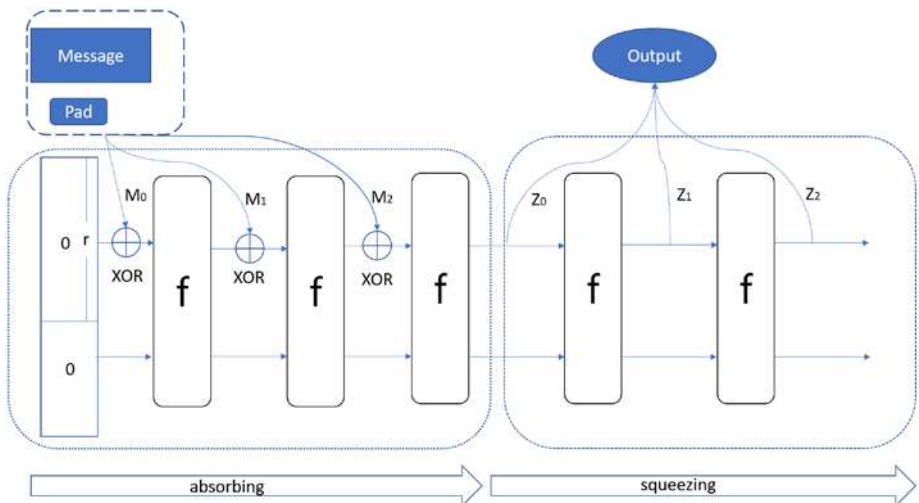 Message
Pad
Output
M₀
M₁
M₂
Z₀
Z₁
Z₂
0
r
XOR
XOR
XOR
f
f
f
f
f
0
absorbing
squeezing